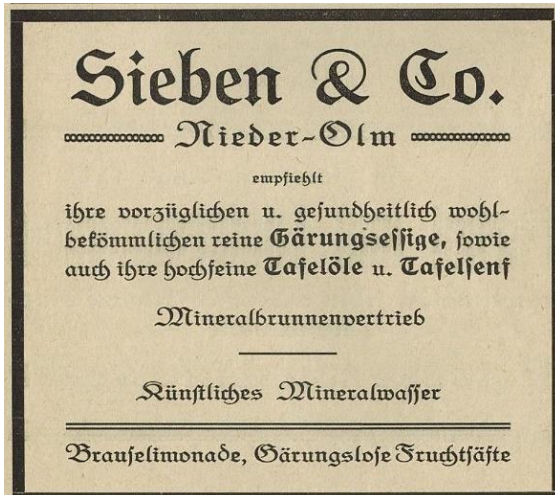 Sieben & Co.
Nieder-Olm
empfiehlt
ihre vorzüglichen u. gesundheitlich wohl-
bekömmlichen reine Gärungsessige, sowie
auch ihre hochfeine Tafelöle u. Tafelsenf
Mineralbrunnenvertrieb
Künstliches Mineralwasser
Brauselimonade, Gärungslose Fruchtsäfte